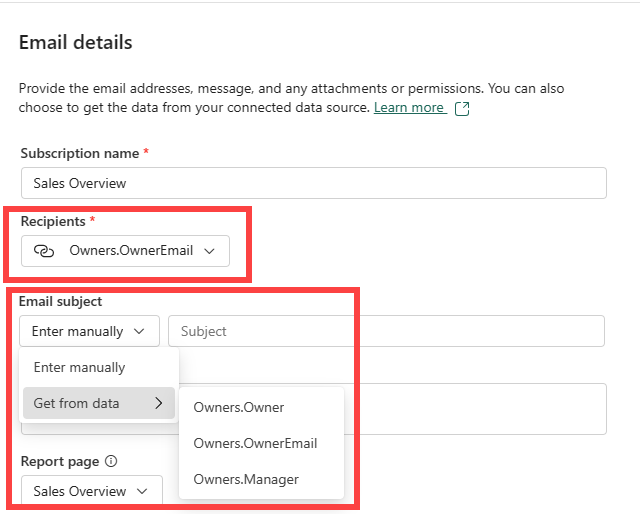 Email details
Provide the email addresses, message, and any attachments or permissions. You can also
choose to get the data from your connected data source. Learn more
Subscription name *
Sales Overview
Recipients *
Owners.OwnerEmail
Email subject
Enter manually
Subject
Enter manually
Get from data
Owners.Owner
Owners.OwnerEmail
Owners.Manager
Report page
Sales Overview